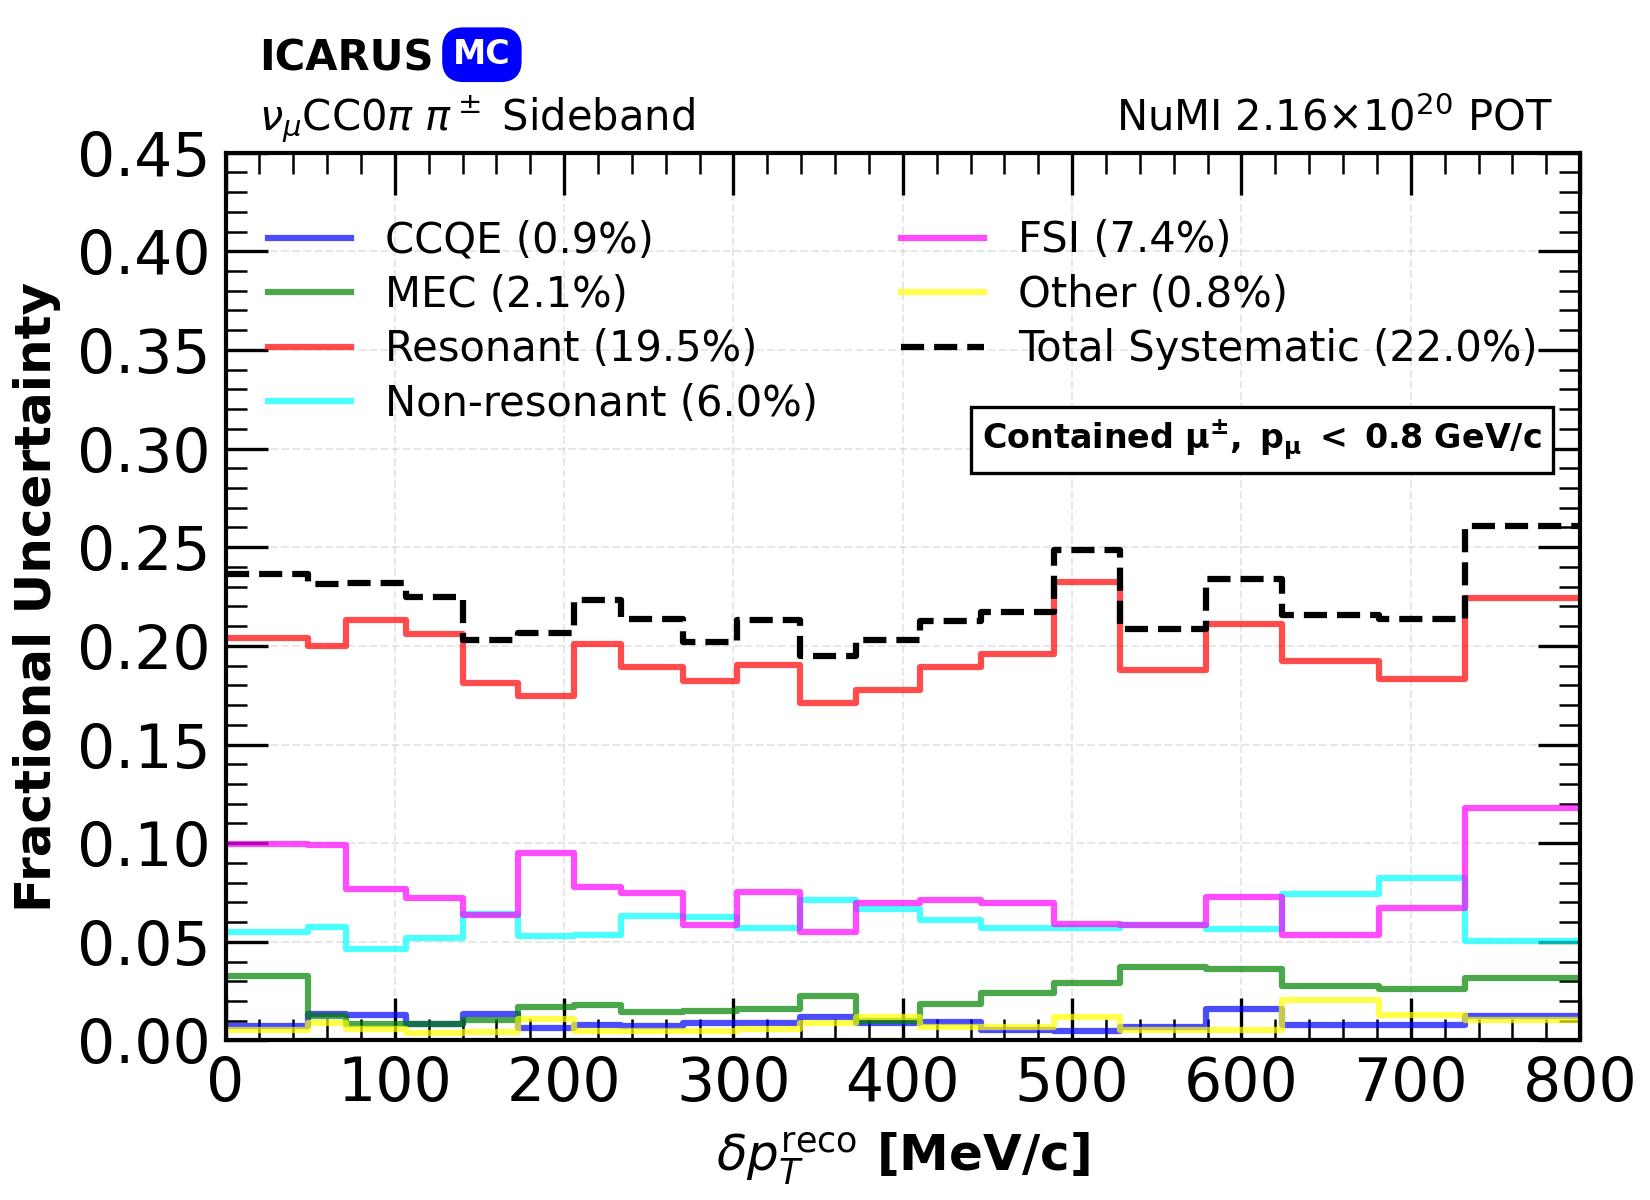 ICARUS MC
νμCC0π π± Sideband
NuMI 2.16×10²⁰ POT
0.45
0.40
0.35
0.30
0.25
0.20
0.15
0.10
0.05
0.00
Fractional Uncertainty
CCQE (0.9%)
MEC (2.1%)
Resonant (19.5%)
Non-resonant (6.0%)
FSI (7.4%)
Other (0.8%)
Total Systematic (22.0%)
Contained μ±, pμ < 0.8 GeV/c
0 100 200 300 400 500 600 700 800
δp_T^reco [MeV/c]